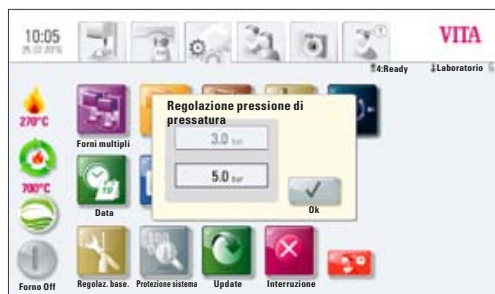 10:05
VITA
4:Ready
Laboratorio
270°C
700°C
Forno Off
Forni multipli
Regolazione pressione di
pressatura
3.0 bar
5.0 bar
Ok
Data
Regolaz. base.
Protezione sistema
Update
Interruzione